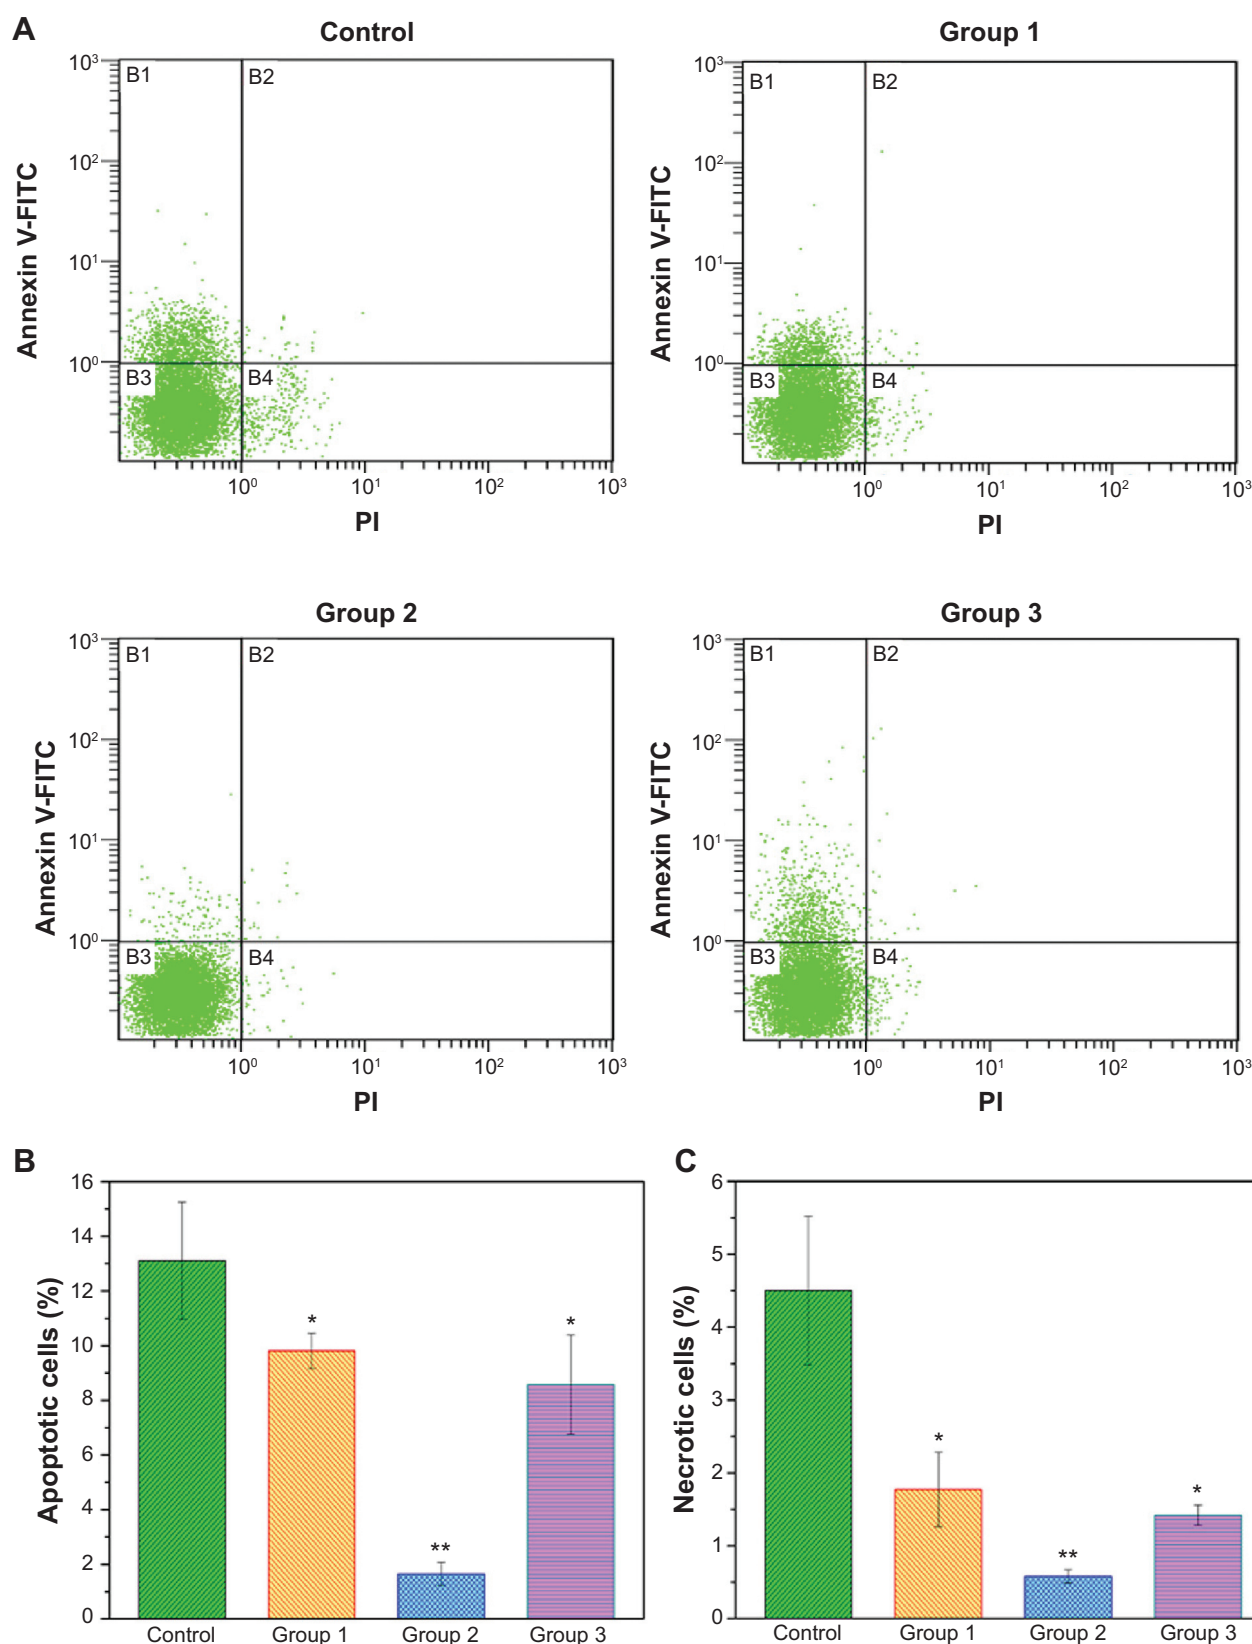 A
Control
Group 1
B1
B2
B3
B4
10³
10²
10¹
10⁰
Annexin V-FITC
10⁰
10¹
10²
10³
PI
B1
B2
B3
B4
10³
10²
10¹
10⁰
Annexin V-FITC
10⁰
10¹
10²
10³
PI
Group 2
Group 3
B1
B2
B3
B4
10³
10²
10¹
10⁰
Annexin V-FITC
10⁰
10¹
10²
10³
PI
B1
B2
B3
B4
10³
10²
10¹
10⁰
Annexin V-FITC
10⁰
10¹
10²
10³
PI
B
Apoptotic cells (%)
16
14
12
10
8
6
4
2
0
*
**
*
Control
Group 1
Group 2
Group 3
C
Necrotic cells (%)
6
5
4
3
2
1
0
*
**
*
Control
Group 1
Group 2
Group 3